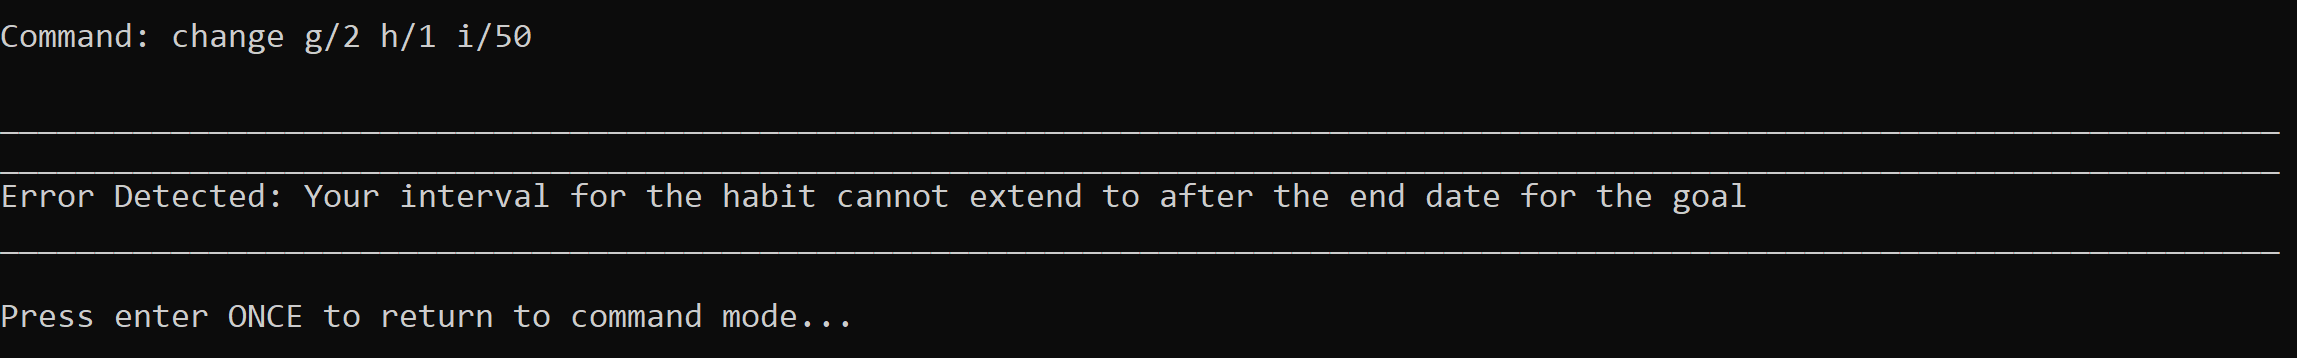 Command: change g/2 h/1 i/50
Error Detected: Your interval for the habit cannot extend to after the end date for the goal
Press enter ONCE to return to command mode...